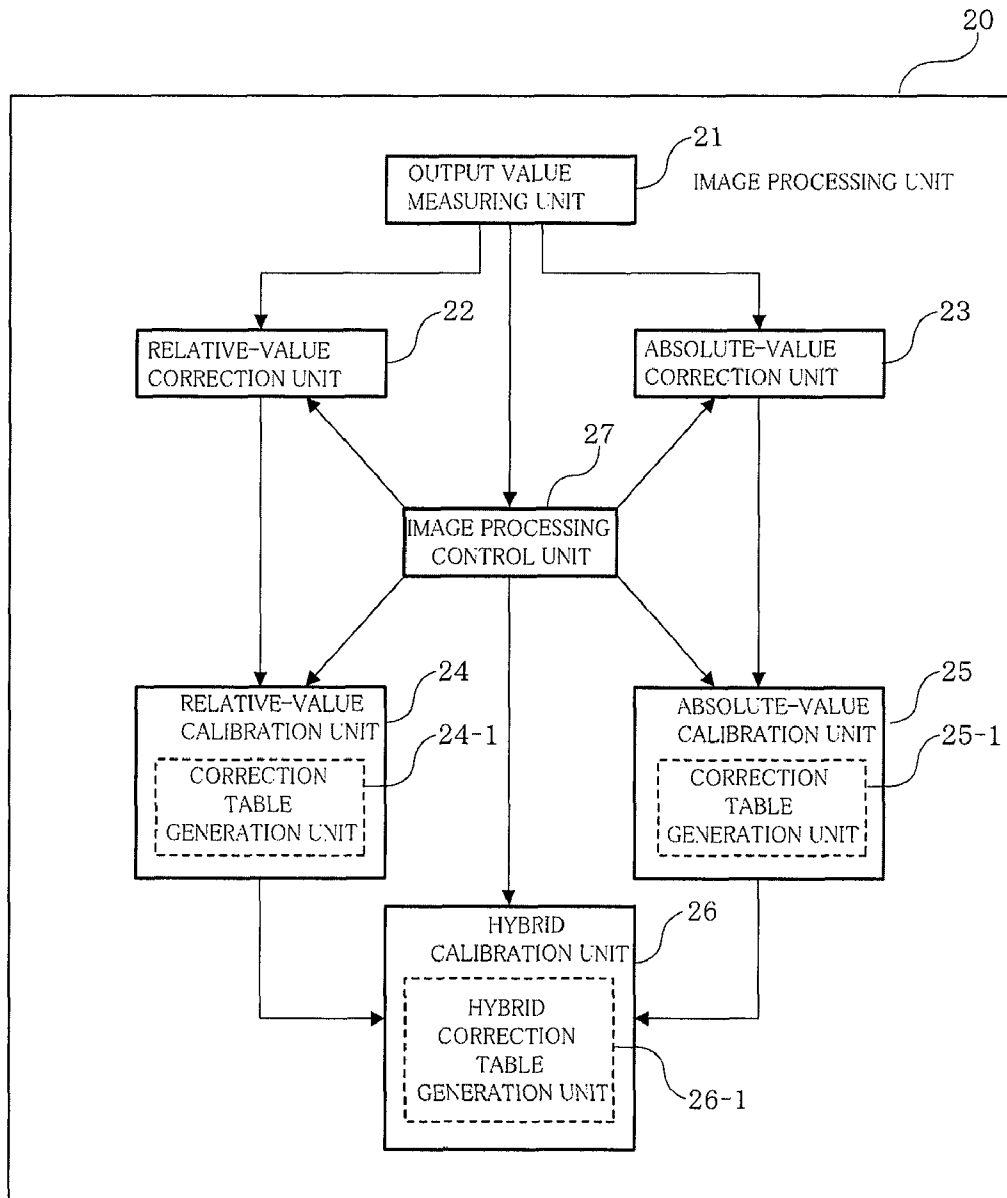 20
21
OUTPUT VALUE
MEASURING UNIT
IMAGE PROCESSING UNIT
22
23
RELATIVE-VALUE
CORRECTION UNIT
ABSOLUTE-VALUE
CORRECTION UNIT
27
IMAGE PROCESSING
CONTROL UNIT
24
RELATIVE-VALUE
CALIBRATION UNIT
24-1
CORRECTION
TABLE
GENERATION UNIT
25
ABSOLUTE-VALUE
CALIBRATION UNIT
25-1
CORRECTION
TABLE
GENERATION UNIT
26
HYBRID
CALIBRATION UNIT
HYBRID
CORRECTION
TABLE
GENERATION UNIT
26-1